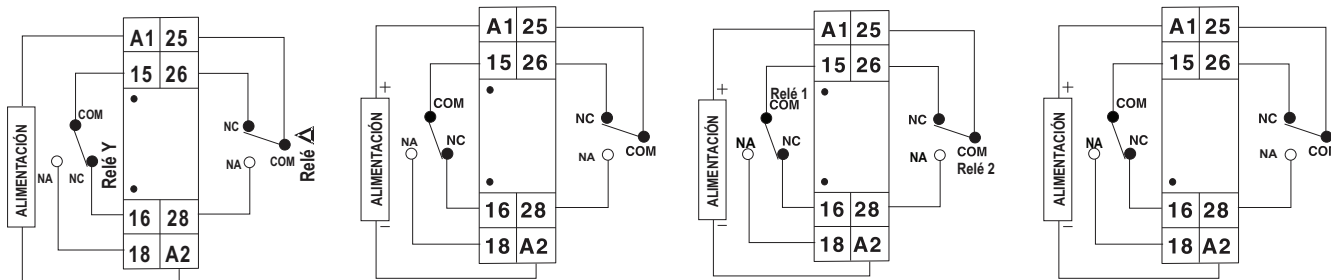 A1 25
15 26
COM
NC
COM
Relé Δ
ALIMENTACIÓN
NA
NC
Relé Y
NA
16 28
18 A2
A1 25
15 26
+
COM
NC
COM
ALIMENTACIÓN
NA
NC
NA
–
16 28
18 A2
A1 25
15 26
+
Relé 1
COM
NC
COM
Relé 2
ALIMENTACIÓN
NA
NC
NA
–
16 28
18 A2
A1 25
15 26
+
COM
NC
ALIMENTACIÓN
NA
NC
NA
–
16 28
18 A2